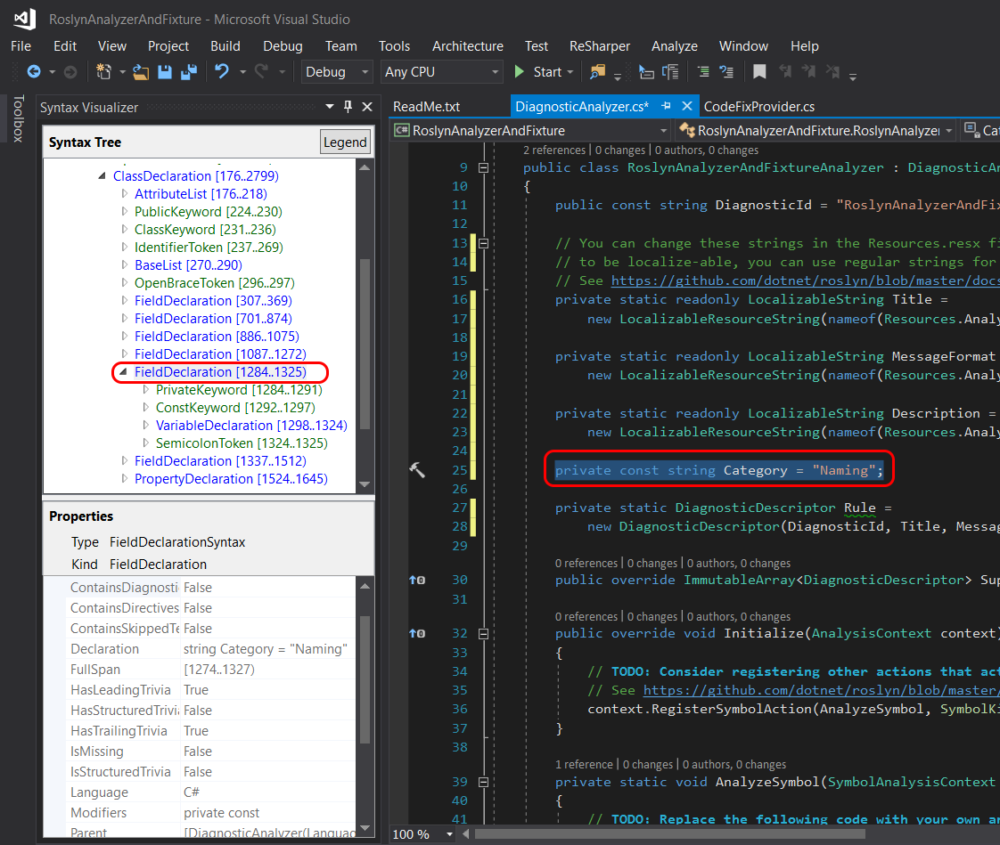 RoslynAnalyzerAndFixture - Microsoft Visual Studio
File Edit View Project Build Debug Team Tools Architecture Test ReSharper Analyze Window Help
Debug Any CPU Start
Toolbox
Syntax Visualizer
Syntax Tree Legend
ClassDeclaration [176..2799)
AttributeList [176..218)
PublicKeyword [224..230)
ClassKeyword [231..236)
IdentifierToken [237..269)
BaseList [270..290)
OpenBraceToken [296..297)
FieldDeclaration [307..369)
FieldDeclaration [701..874)
FieldDeclaration [886..1075)
FieldDeclaration [1087..1272)
FieldDeclaration [1284..1325)
PrivateKeyword [1284..1291)
ConstKeyword [1292..1297)
VariableDeclaration [1298..1324)
SemicolonToken [1324..1325)
FieldDeclaration [1337..1512)
PropertyDeclaration [1524..1645)
Properties
Type FieldDeclarationSyntax
Kind FieldDeclaration
ContainsDiagnosti False
ContainsDirectives False
ContainsSkippedTe False
Declaration string Category = "Naming"
FullSpan [1274..1327)
HasLeadingTrivia True
HasStructuredTrivia False
HasTrailingTrivia True
IsMissing False
IsStructuredTrivia False
Language C#
Modifiers private const
Parent [DiagnosticAnalyzer(Languag
ReadMe.txt DiagnosticAnalyzer.cs* CodeFixProvider.cs
C# RoslynAnalyzerAndFixture RoslynAnalyzerAndFixture.RoslynAnalyzer Cat
2 references | 0 changes | 0 authors, 0 changes
9 public class RoslynAnalyzerAndFixtureAnalyzer : DiagnosticAn
10 {
11 public const string DiagnosticId = "RoslynAnalyzerAndFix
12
13 // You can change these strings in the Resources.resx fi
14 // to be localize-able, you can use regular strings for
15 // See https://github.com/dotnet/roslyn/blob/master/docs
16 private static readonly LocalizableString Title =
17 new LocalizableResourceString(nameof(Resources.Analy
18
19 private static readonly LocalizableString MessageFormat
20 new LocalizableResourceString(nameof(Resources.Analy
21
22 private static readonly LocalizableString Description =
23 new LocalizableResourceString(nameof(Resources.Analy
24
25 private const string Category = "Naming";
26
27 private static DiagnosticDescriptor Rule =
28 new DiagnosticDescriptor(DiagnosticId, Title, Messag
29
0 references | 0 changes | 0 authors, 0 changes
30 public override ImmutableArray<DiagnosticDescriptor> Sup
31
0 references | 0 changes | 0 authors, 0 changes
32 public override void Initialize(AnalysisContext context)
33 {
34 // TODO: Consider registering other actions that act
35 // See https://github.com/dotnet/roslyn/blob/master/
36 context.RegisterSymbolAction(AnalyzeSymbol, SymbolKi
37 }
38
1 reference | 0 changes | 0 authors, 0 changes
39 private static void AnalyzeSymbol(SymbolAnalysisContext
40 {
41 // TODO: Replace the following code with your own an
100 %